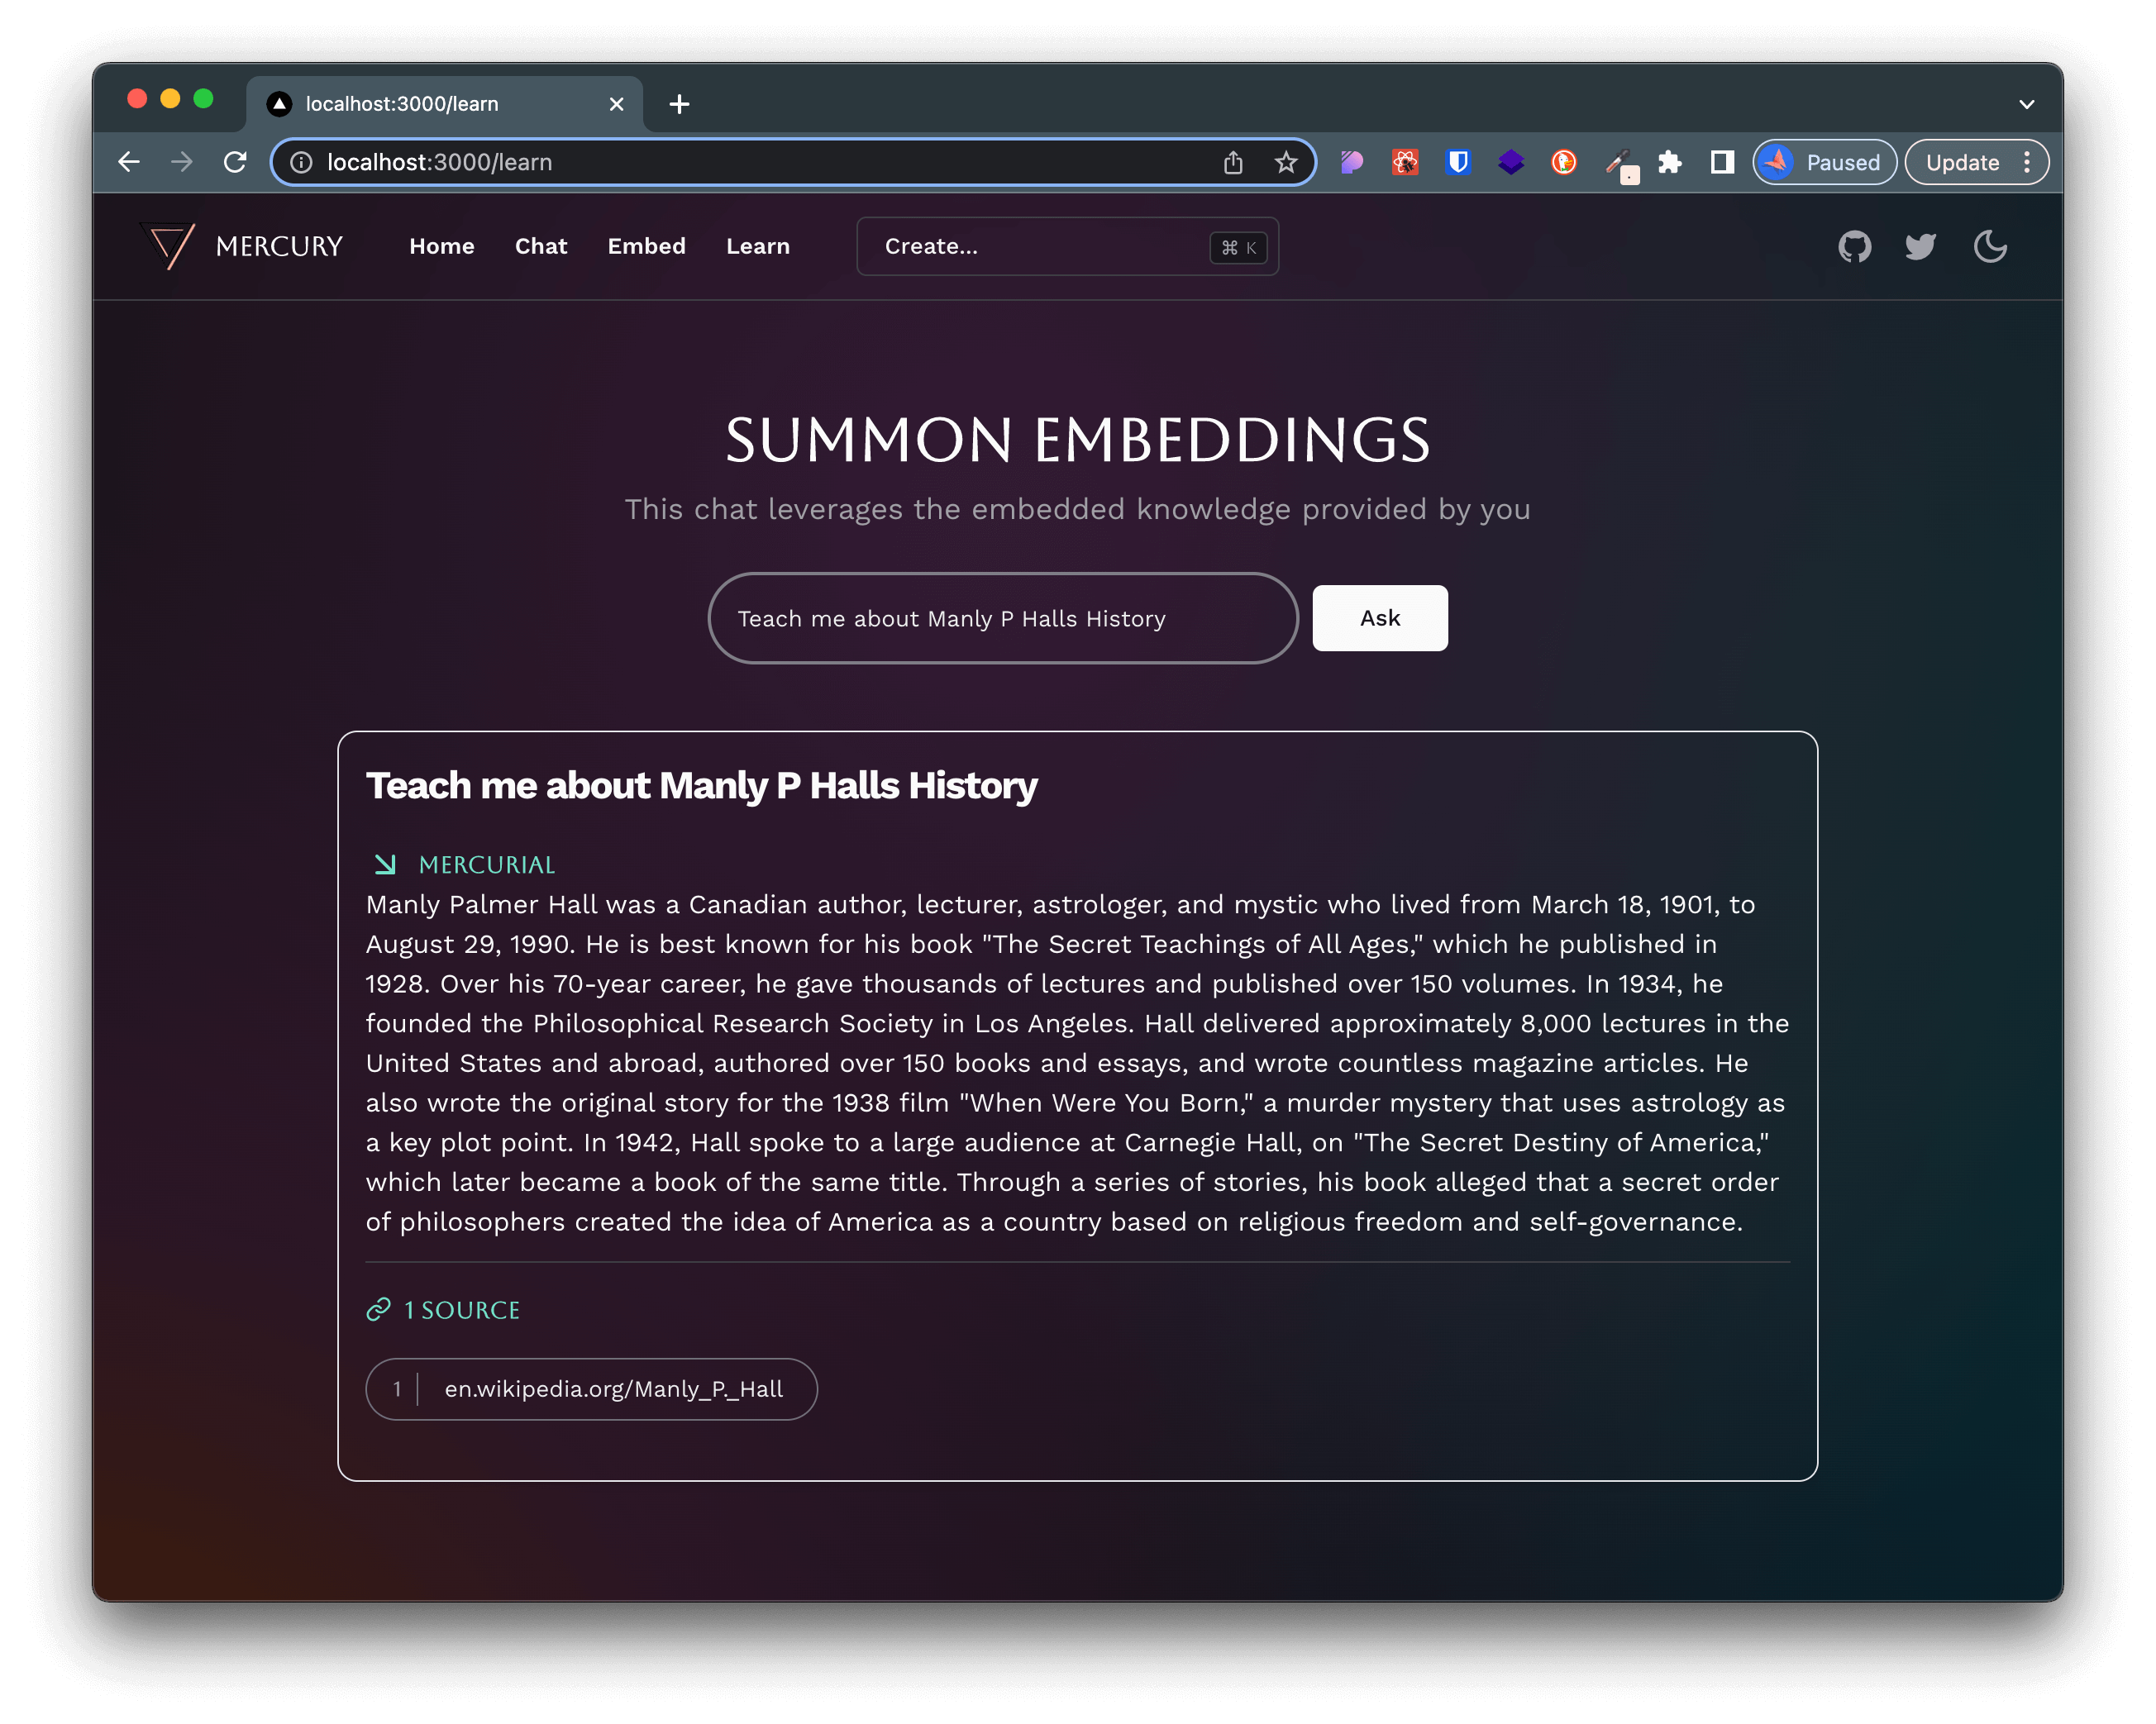 localhost:3000/learn
localhost:3000/learn
Paused
Update
MERCURY
Home
Chat
Embed
Learn
Create...
⌘ K
SUMMON EMBEDDINGS
This chat leverages the embedded knowledge provided by you
Teach me about Manly P Halls History
Ask
Teach me about Manly P Halls History
MERCURIAL
Manly Palmer Hall was a Canadian author, lecturer, astrologer, and mystic who lived from March 18, 1901, to
August 29, 1990. He is best known for his book "The Secret Teachings of All Ages," which he published in
1928. Over his 70-year career, he gave thousands of lectures and published over 150 volumes. In 1934, he
founded the Philosophical Research Society in Los Angeles. Hall delivered approximately 8,000 lectures in the
United States and abroad, authored over 150 books and essays, and wrote countless magazine articles. He
also wrote the original story for the 1938 film "When Were You Born," a murder mystery that uses astrology as
a key plot point. In 1942, Hall spoke to a large audience at Carnegie Hall, on "The Secret Destiny of America,"
which later became a book of the same title. Through a series of stories, his book alleged that a secret order
of philosophers created the idea of America as a country based on religious freedom and self-governance.
1 SOURCE
1
en.wikipedia.org/Manly_P._Hall